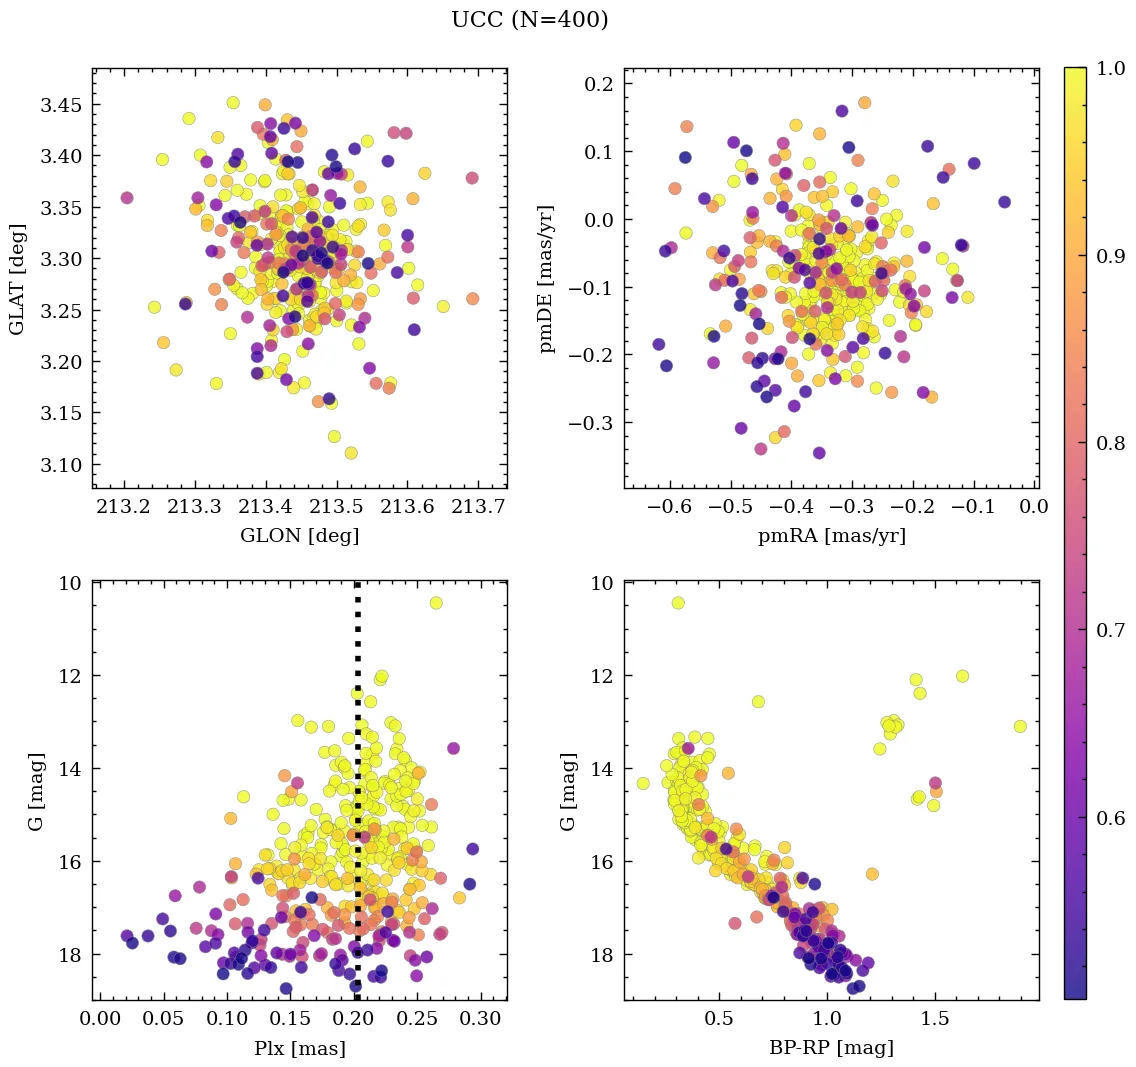 UCC (N=400)
3.45
3.40
3.35
3.30
3.25
3.20
3.15
3.10
GLAT [deg]
213.2 213.3 213.4 213.5 213.6 213.7
GLON [deg]
0.2
0.1
0.0
−0.1
−0.2
−0.3
pmDE [mas/yr]
−0.6 −0.5 −0.4 −0.3 −0.2 −0.1 0.0
pmRA [mas/yr]
10
12
14
16
18
G [mag]
0.00 0.05 0.10 0.15 0.20 0.25 0.30
Plx [mas]
10
12
14
16
18
G [mag]
0.5 1.0 1.5
BP-RP [mag]
1.0
0.9
0.8
0.7
0.6